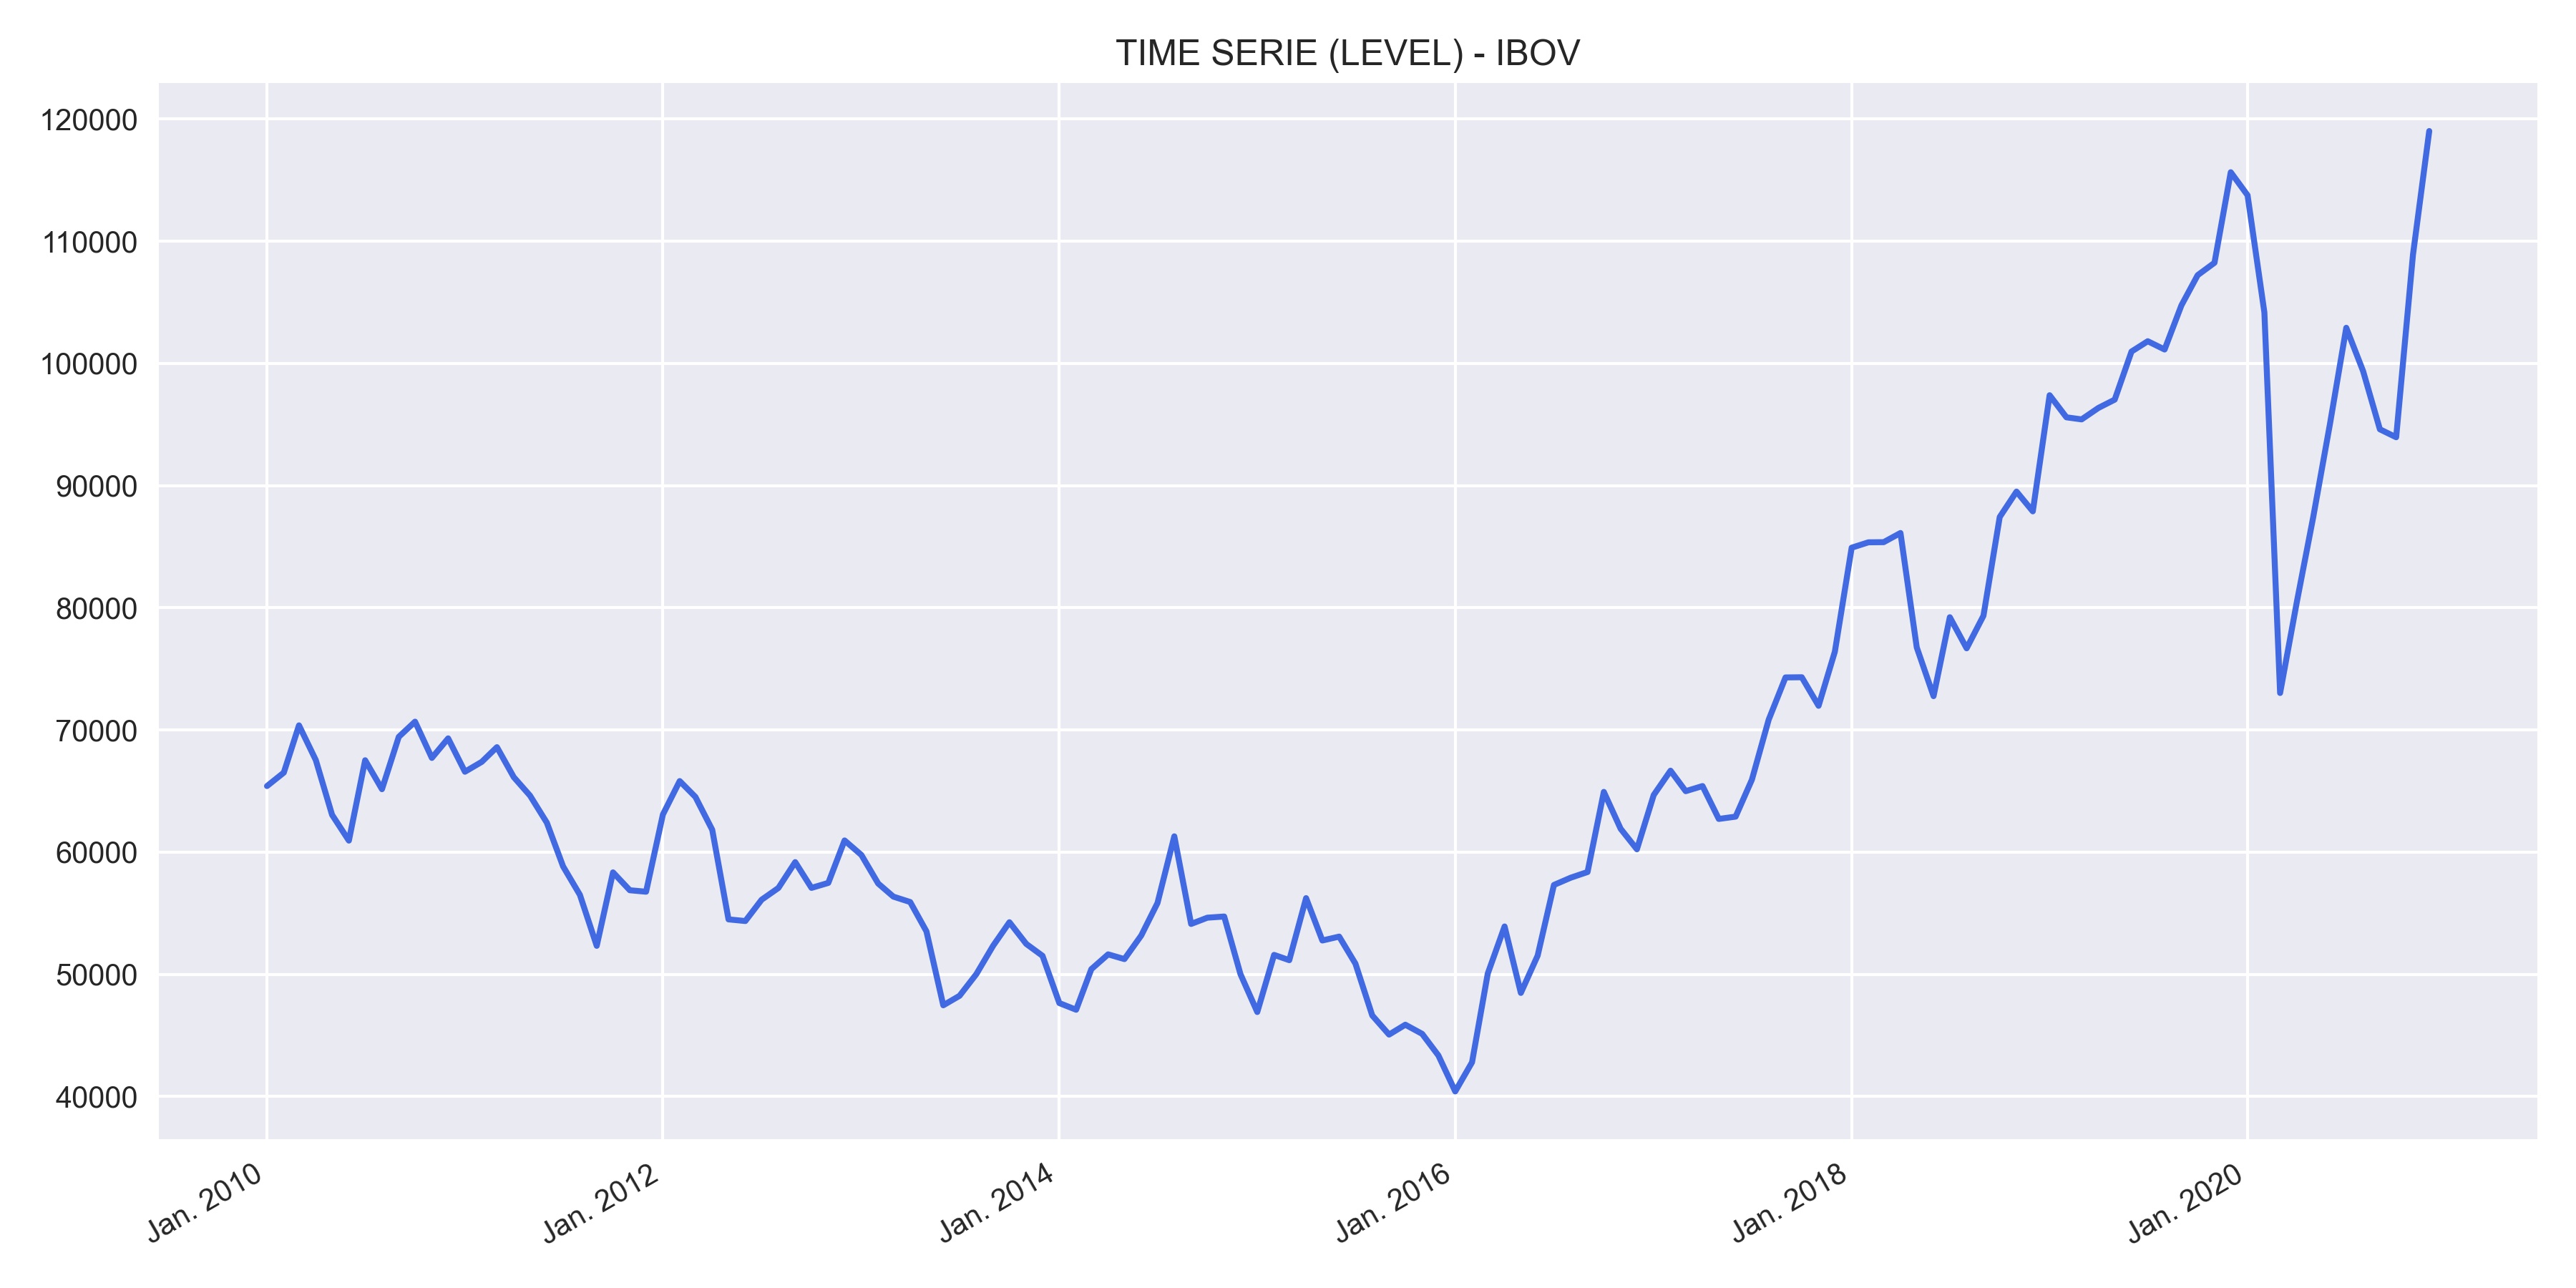 TIME SERIE (LEVEL) - IBOV
120000
110000
100000
90000
80000
70000
60000
50000
40000
Jan. 2010
Jan. 2012
Jan. 2014
Jan. 2016
Jan. 2018
Jan. 2020